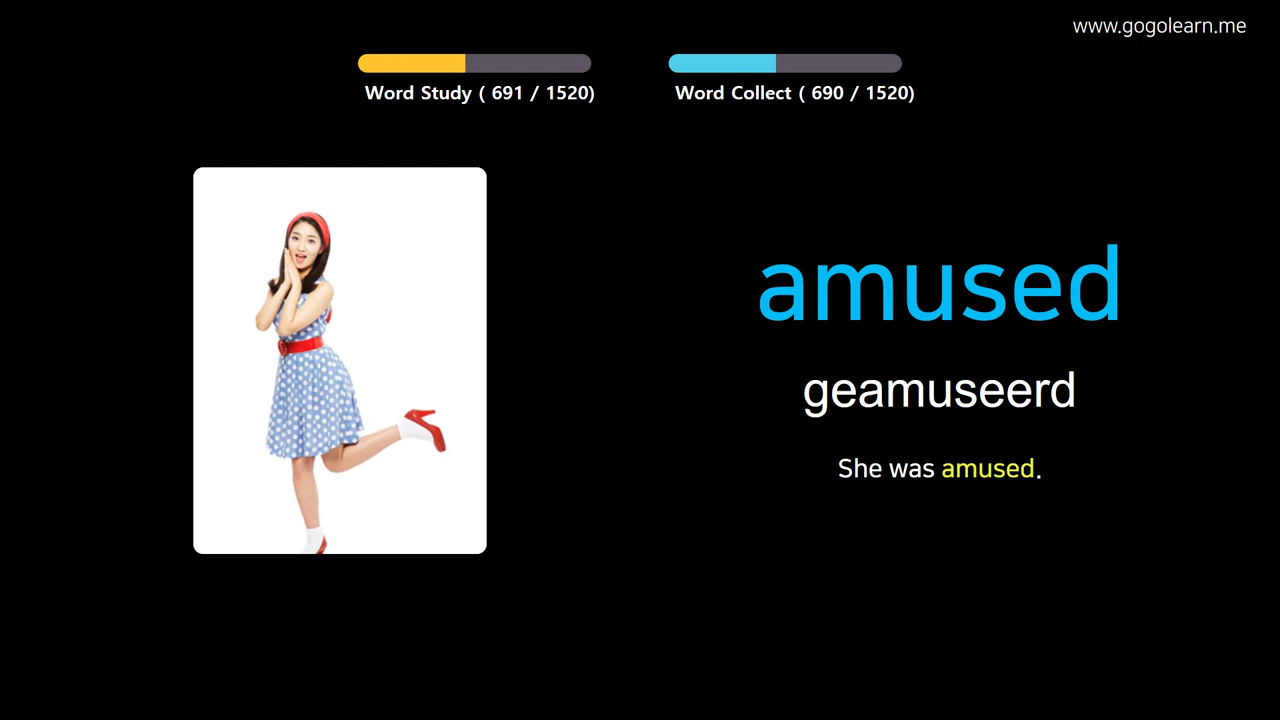 www.gogolearn.me
Word Study ( 691 / 1520)
Word Collect ( 690 / 1520)
amused
geamuseerd
She was amused.